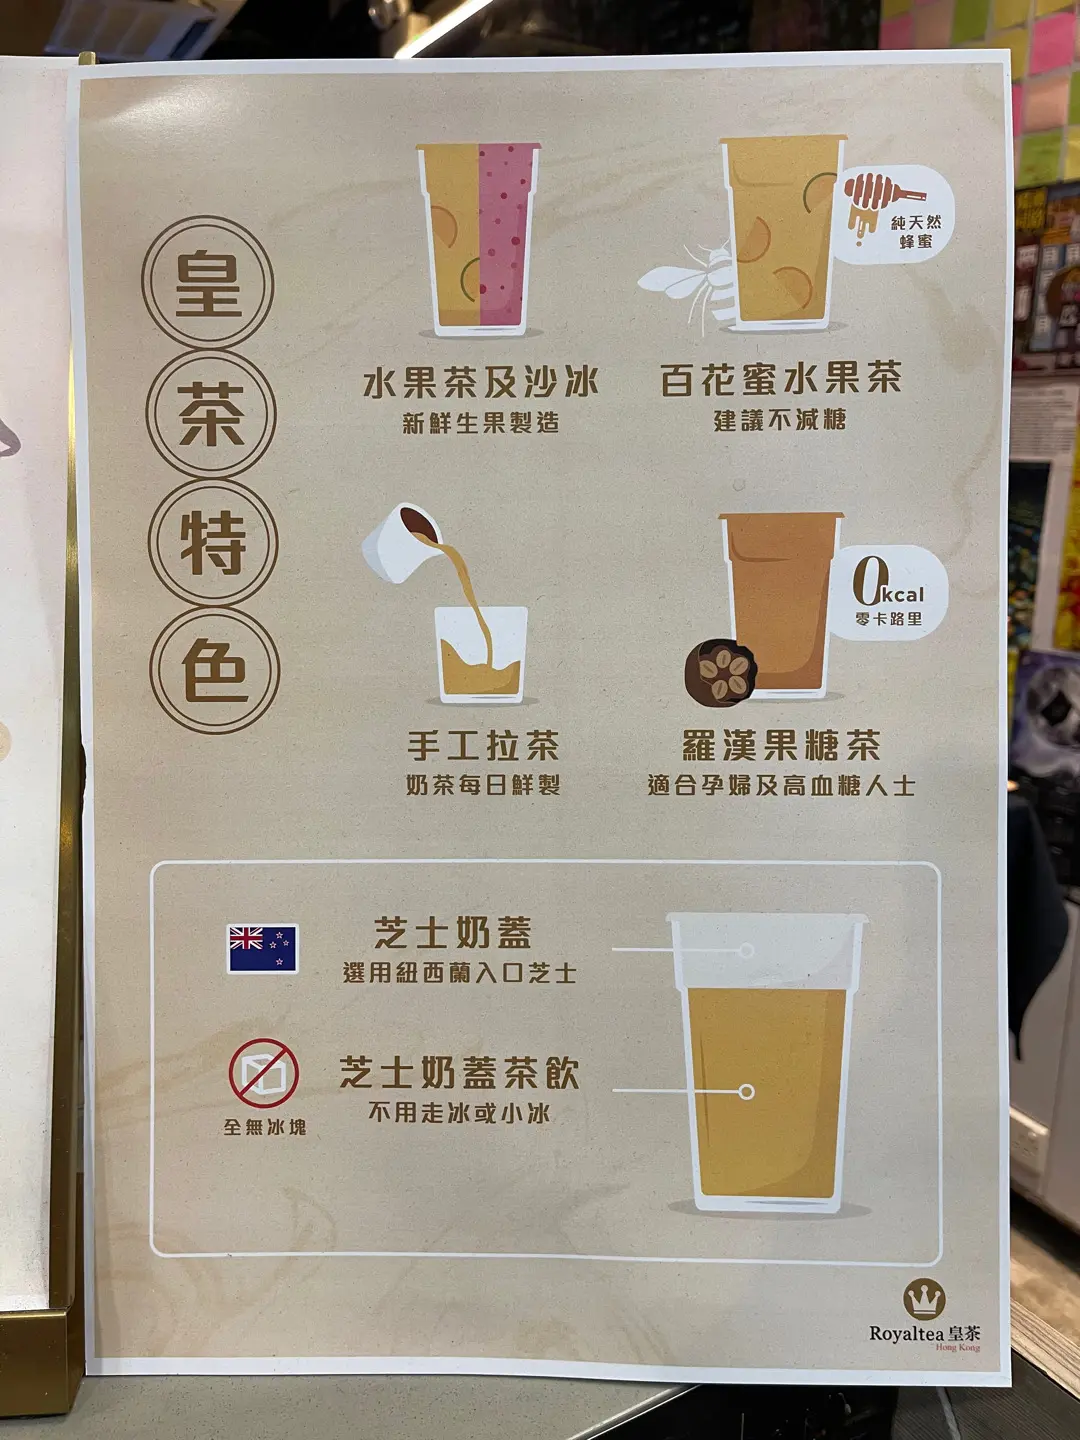 皇茶特色
水果茶及沙冰
新鮮生果製造
純天然
蜂蜜
百花蜜水果茶
建議不減糖
手工拉茶
奶茶每日鮮製
0kcal
零卡路里
羅漢果糖茶
適合孕婦及高血糖人士
芝士奶蓋
選用紐西蘭入口芝士
全無冰塊
芝士奶蓋茶飲
不用走冰或小冰
Royaltea 皇茶
Hong Kong